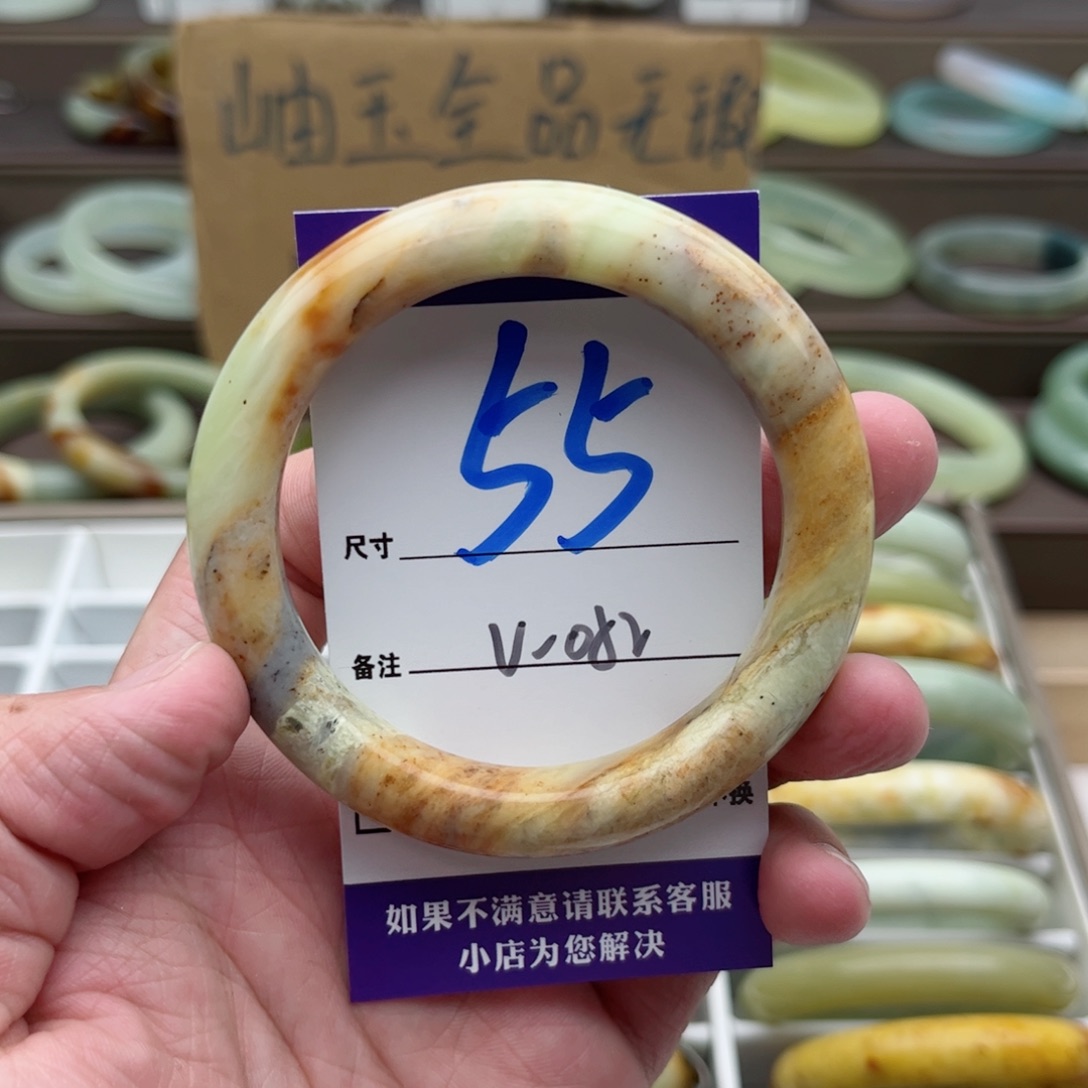 岫玉全品无
55
尺寸
备注 V-082
换
如果不满意请联系客服
小店为您解决